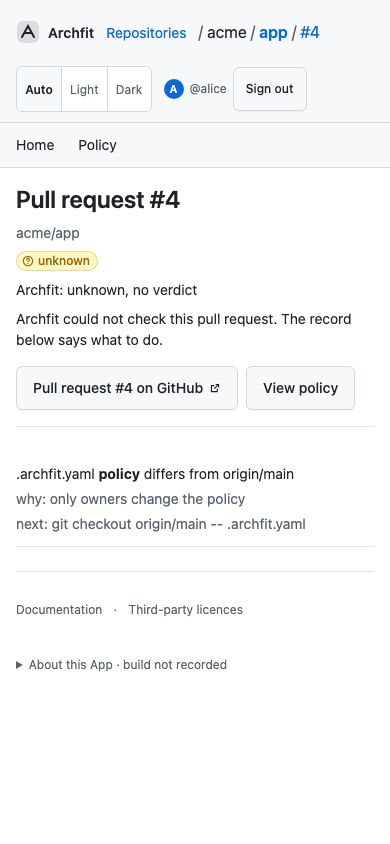 Archfit Repositories / acme / app / #4
Auto Light Dark A @alice Sign out
Home Policy
Pull request #4
acme/app
unknown
Archfit: unknown, no verdict
Archfit could not check this pull request. The record
below says what to do.
Pull request #4 on GitHub View policy
.archfit.yaml policy differs from origin/main
why: only owners change the policy
next: git checkout origin/main -- .archfit.yaml
Documentation · Third-party licences
About this App · build not recorded